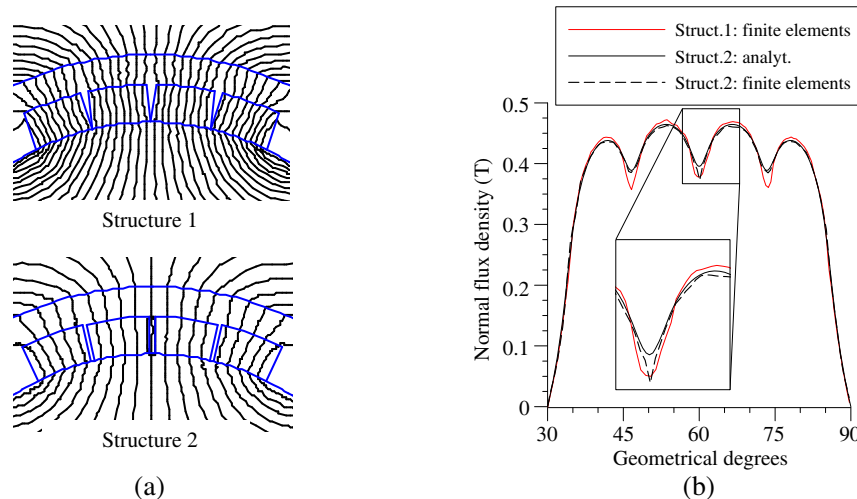 Structure 1
Structure 2
(a)
Struct.1: finite elements
Struct.2: analyt.
Struct.2: finite elements
0.5
0.4
0.3
0.2
0.1
0
Normal flux density (T)
30 45 60 75 90
Geometrical degrees
(b)